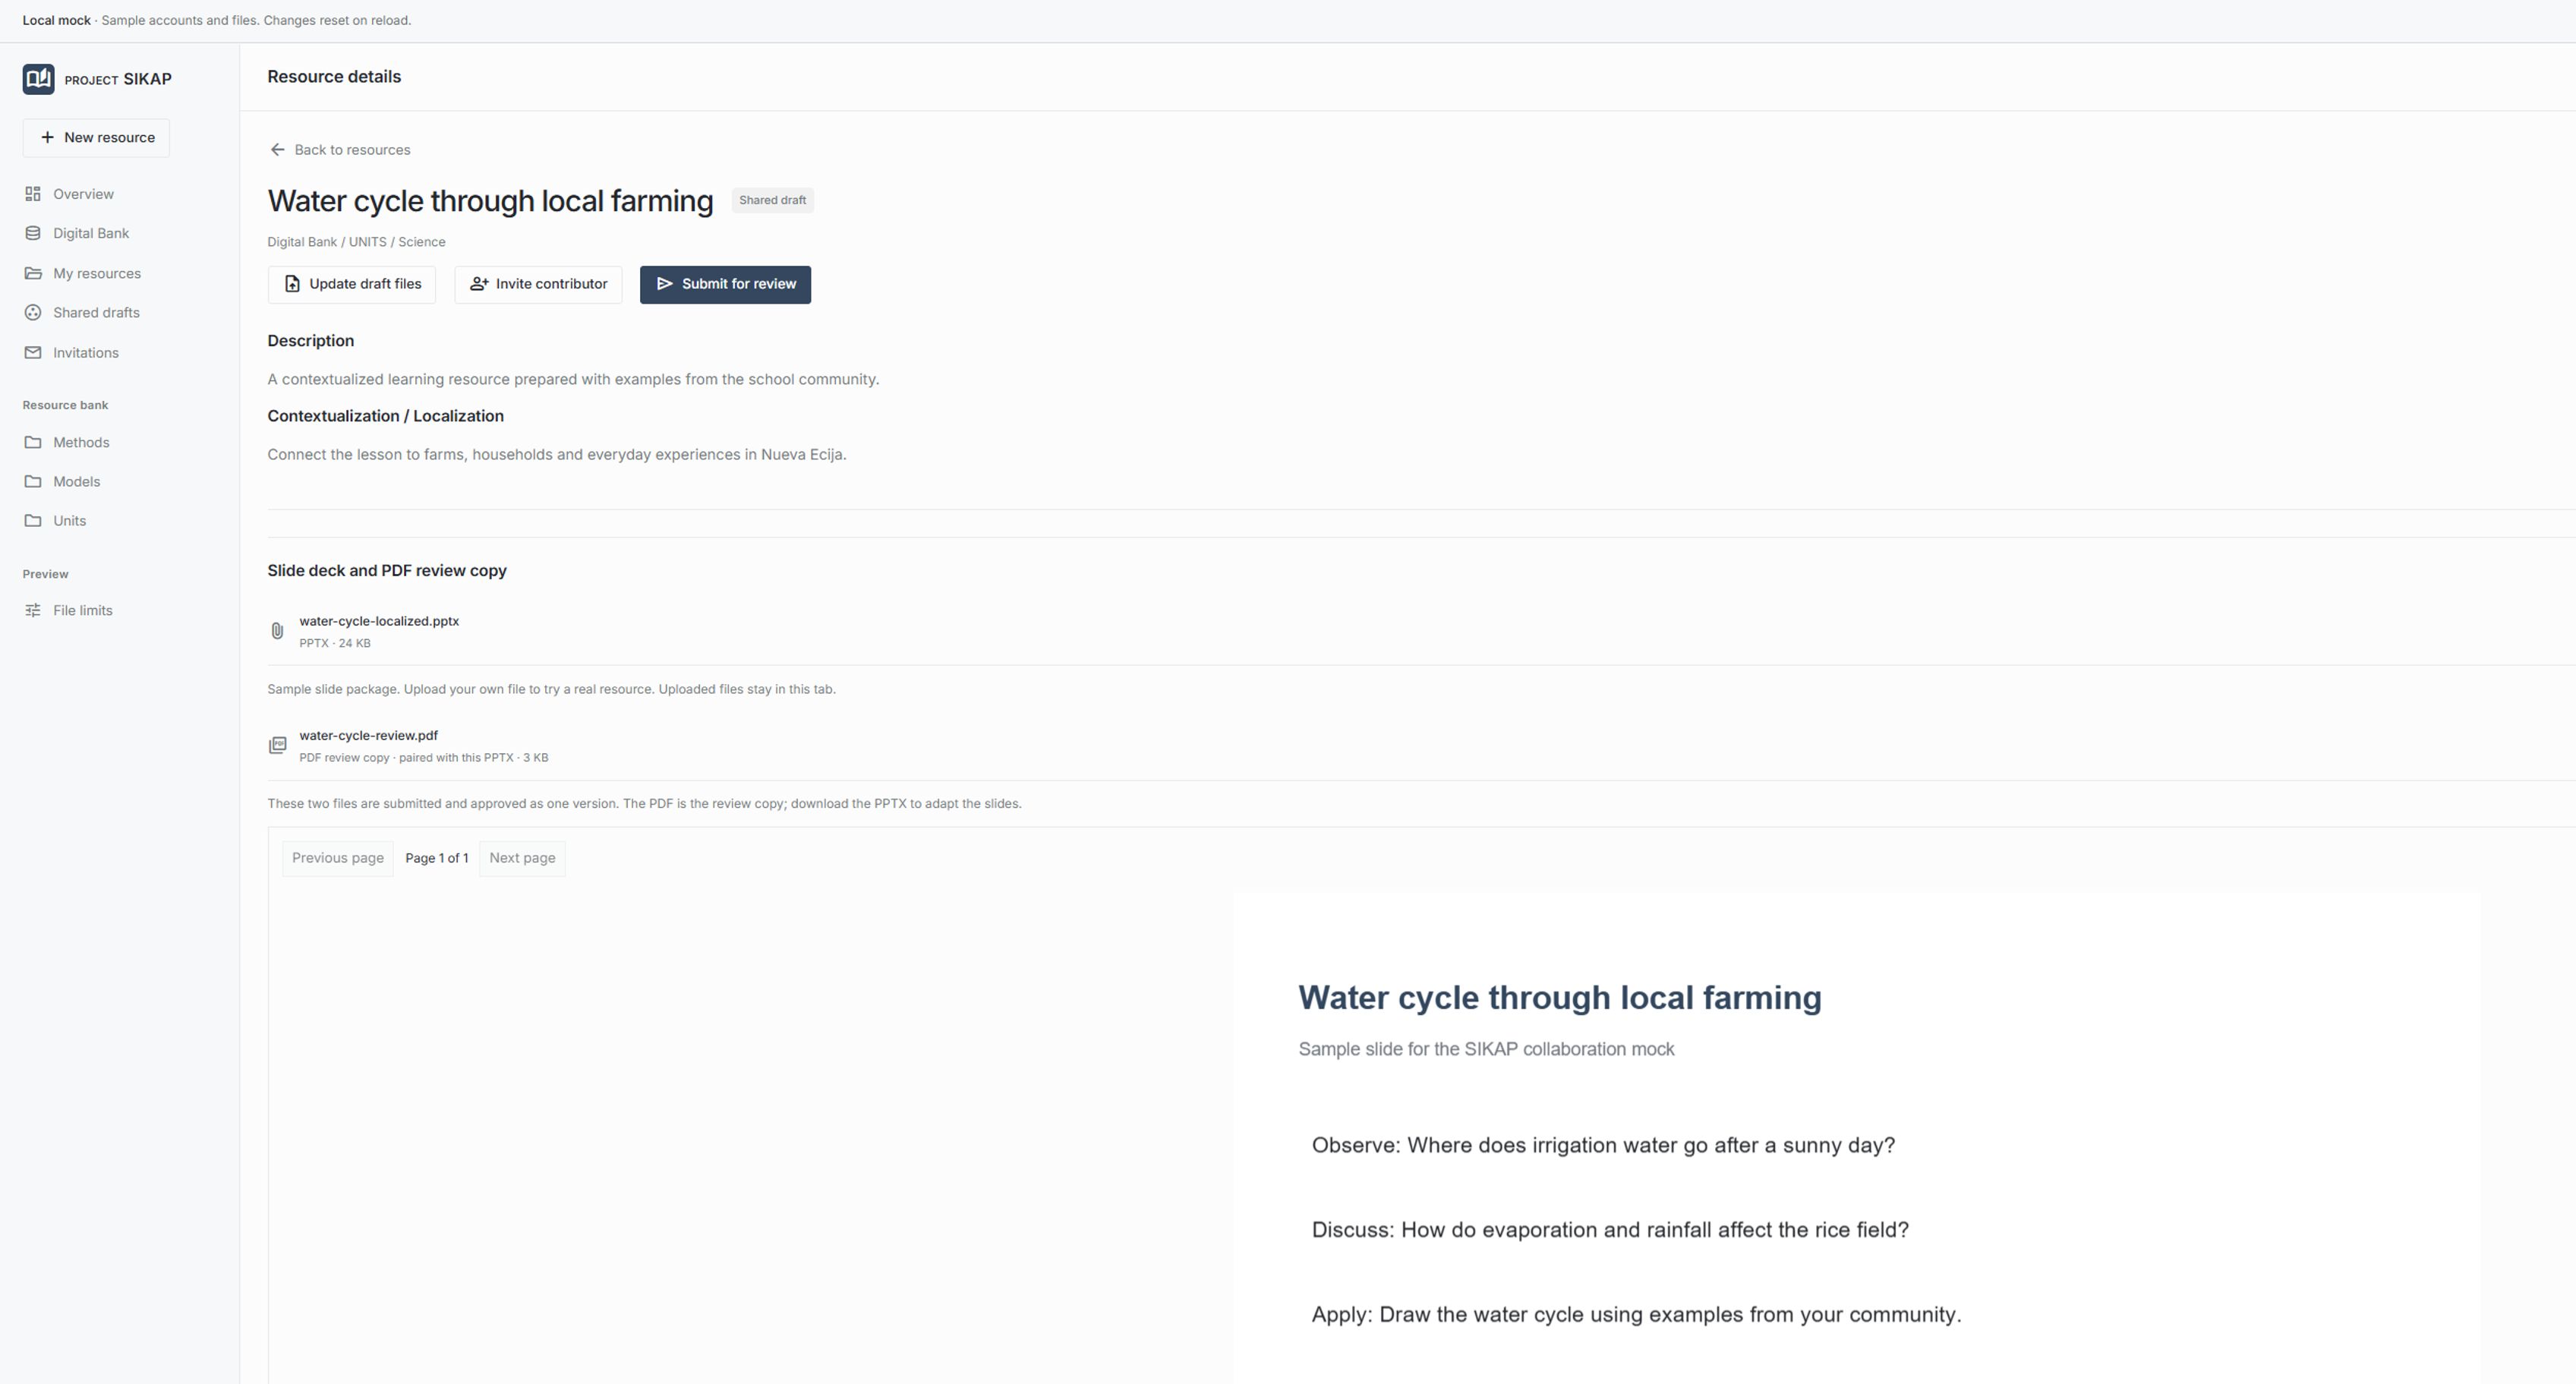 Local mock · Sample accounts and files. Changes reset on reload.
PROJECT SIKAP
New resource
Overview
Digital Bank
My resources
Shared drafts
Invitations
Resource bank
Methods
Models
Units
Preview
File limits
Resource details
Back to resources
Water cycle through local farming
Shared draft
Digital Bank / UNITS / Science
Update draft files
Invite contributor
Submit for review
Description
A contextualized learning resource prepared with examples from the school community.
Contextualization / Localization
Connect the lesson to farms, households and everyday experiences in Nueva Ecija.
Slide deck and PDF review copy
water-cycle-localized.pptx
PPTX · 24 KB
Sample slide package. Upload your own file to try a real resource. Uploaded files stay in this tab.
PDF
water-cycle-review.pdf
PDF review copy · paired with this PPTX · 3 KB
These two files are submitted and approved as one version. The PDF is the review copy; download the PPTX to adapt the slides.
Previous page
Page 1 of 1
Next page
Water cycle through local farming
Sample slide for the SIKAP collaboration mock
Observe: Where does irrigation water go after a sunny day?
Discuss: How do evaporation and rainfall affect the rice field?
Apply: Draw the water cycle using examples from your community.